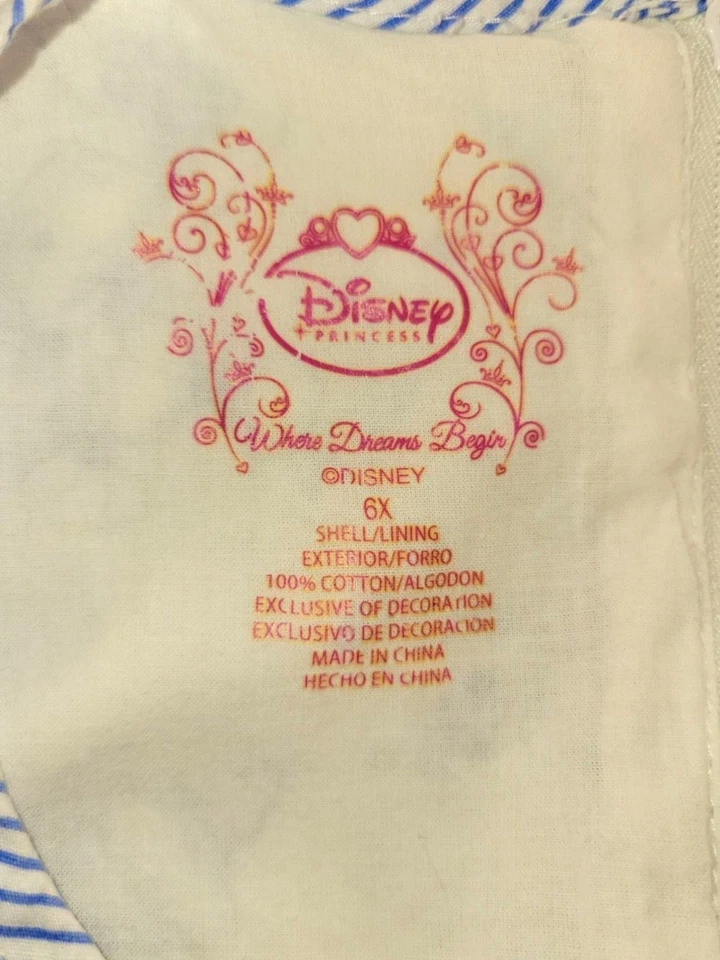 Disney
PRINCESS
Where Dreams Begin
©DISNEY
6X
SHELL/LINING
EXTERIOR/FORRO
100% COTTON/ALGODON
EXCLUSIVE OF DECORATION
EXCLUSIVO DE DECORACION
MADE IN CHINA
HECHO EN CHINA